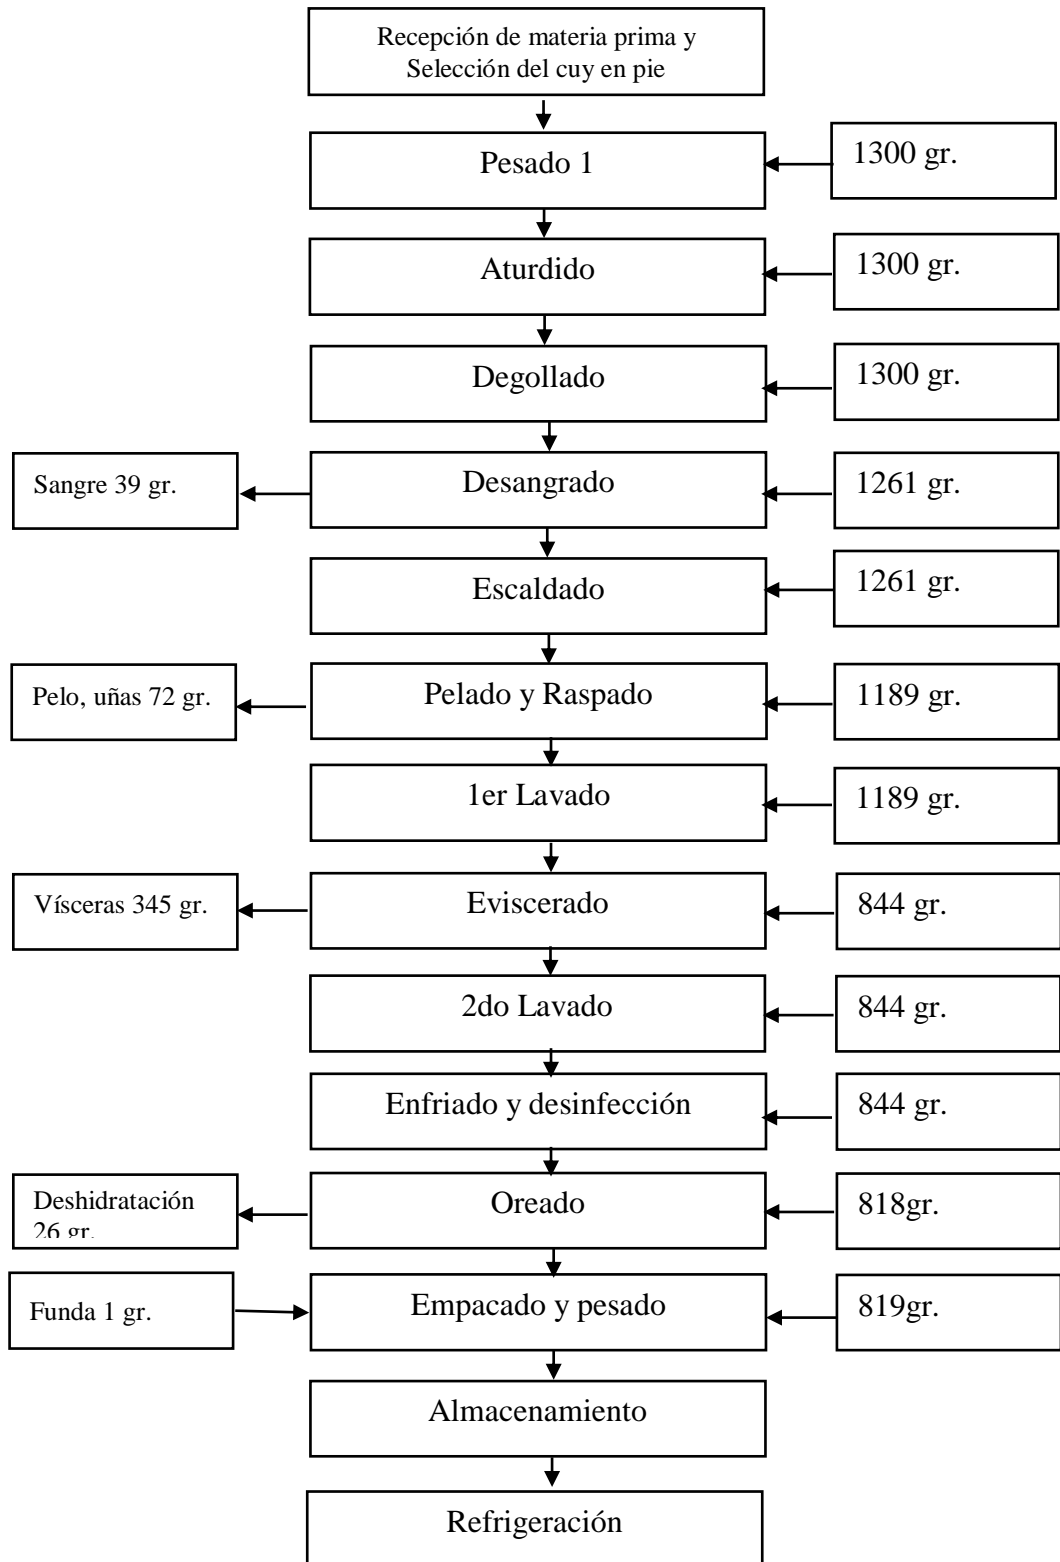 Recepción de materia prima y
Selección del cuy en pie
Pesado 1
1300 gr.
Aturdido
1300 gr.
Degollado
1300 gr.
Sangre 39 gr.
Desangrado
1261 gr.
Escaldado
1261 gr.
Pelo, uñas 72 gr.
Pelado y Raspado
1189 gr.
1er Lavado
1189 gr.
Vísceras 345 gr.
Eviscerado
844 gr.
2do Lavado
844 gr.
Enfriado y desinfección
844 gr.
Deshidratación
26 gr.
Oreado
818gr.
Funda 1 gr.
Empacado y pesado
819gr.
Almacenamiento
Refrigeración